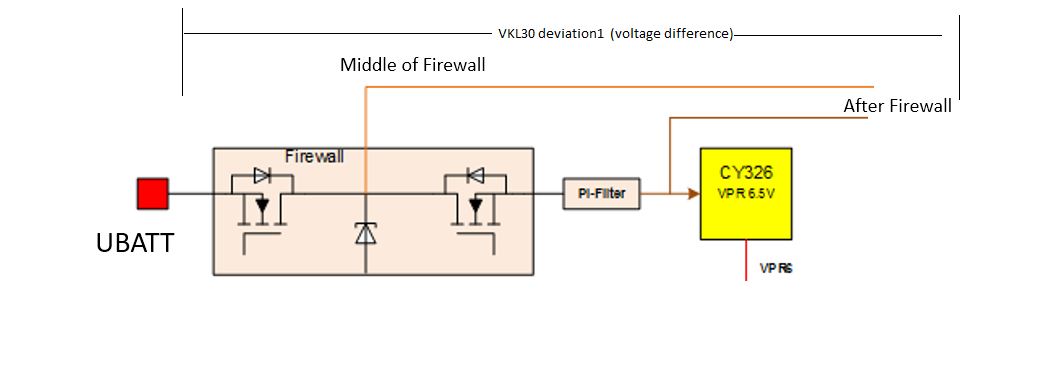 VKL30 deviation1 (voltage difference)
Middle of Firewall
After Firewall
Firewall
UBATT
PI-Filter
CY326
VPR 6.5V
VPR6